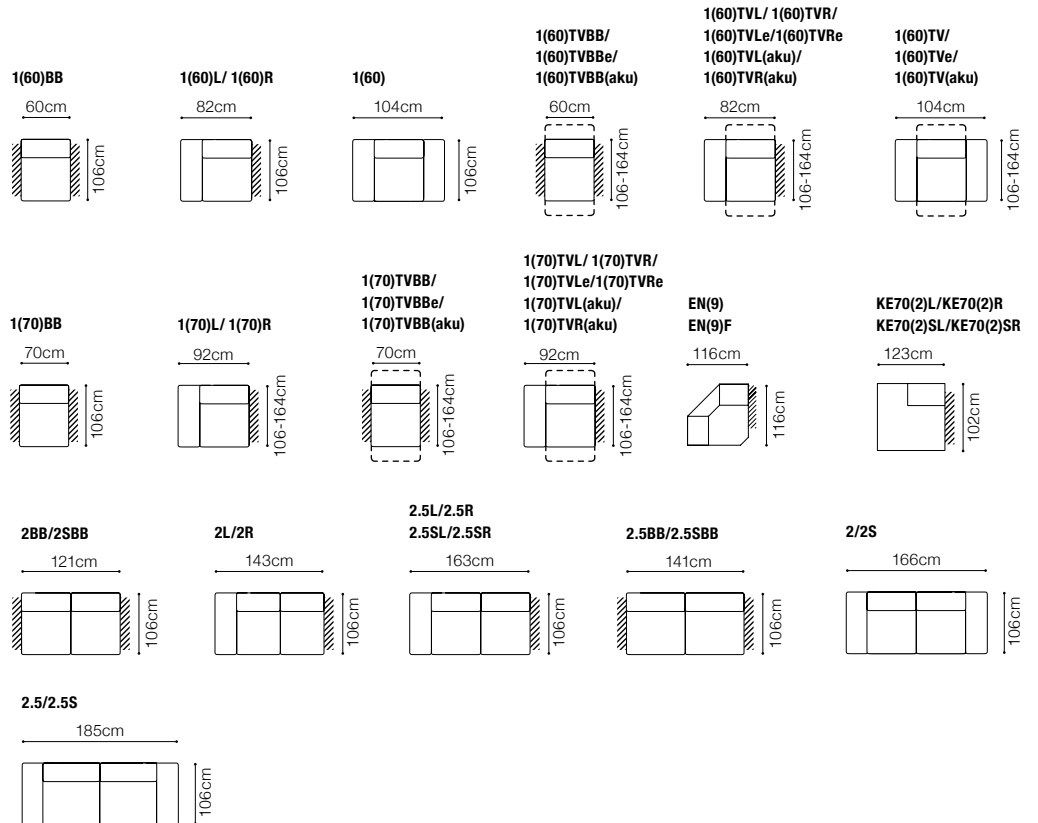 1(60)BB
60cm
106cm
1(60)L/ 1(60)R
82cm
106cm
1(60)
104cm
106cm
1(60)TVBB/
1(60)TVBBe/
1(60)TVBB(aku)
60cm
106-164cm
1(60)TVL/ 1(60)TVR/
1(60)TVLe/1(60)TVRe
1(60)TVL(aku)/
1(60)TVR(aku)
82cm
106-164cm
1(60)TV/
1(60)TVe/
1(60)TV(aku)
104cm
106-164cm
1(70)BB
70cm
106cm
1(70)L/ 1(70)R
92cm
106cm
1(70)TVBB/
1(70)TVBBe/
1(70)TVBB(aku)
70cm
106-164cm
1(70)TVL/ 1(70)TVR/
1(70)TVLe/1(70)TVRe
1(70)TVL(aku)/
1(70)TVR(aku)
92cm
106-164cm
EN(9)
EN(9)F
116cm
116cm
KE70(2)L/KE70(2)R
KE70(2)SL/KE70(2)SR
123cm
102cm
2BB/2SBB
121cm
106cm
2L/2R
143cm
106cm
2.5L/2.5R
2.5SL/2.5SR
163cm
106cm
2.5BB/2.5SBB
141cm
106cm
2/2S
166cm
106cm
2.5/2.5S
185cm
106cm